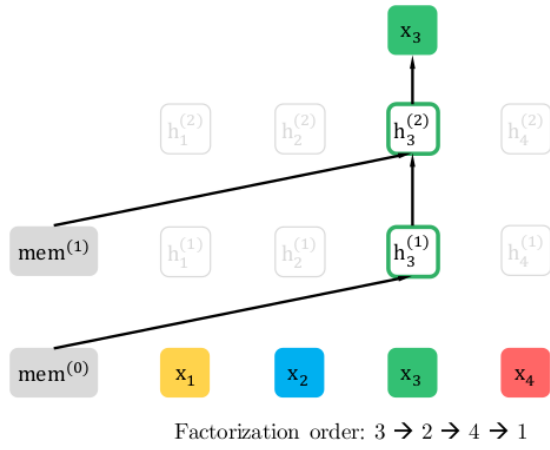 x₃
h₁⁽²⁾ h₂⁽²⁾ h₃⁽²⁾ h₄⁽²⁾
mem⁽¹⁾ h₁⁽¹⁾ h₂⁽¹⁾ h₃⁽¹⁾ h₄⁽¹⁾
mem⁽⁰⁾ x₁ x₂ x₃ x₄
Factorization order: 3 → 2 → 4 → 1